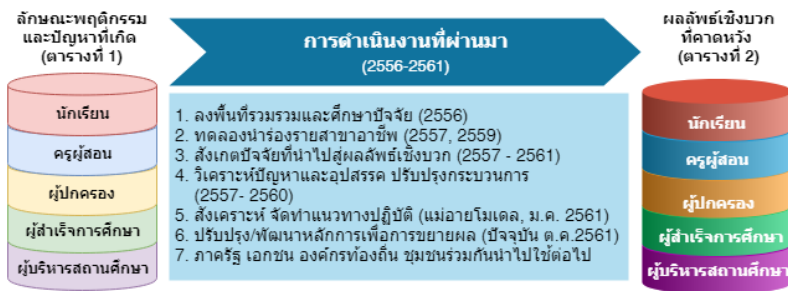 ลักษณะพฤติกรรม
และปัญหาที่เกิด
(ตารางที่ 1)
นักเรียน
ครูผู้สอน
ผู้ปกครอง
ผู้สำเร็จการศึกษา
ผู้บริหารสถานศึกษา
การดำเนินงานที่ผ่านมา
(2556-2561)
1. ลงพื้นที่รวมรวมและศึกษาปัจจัย (2556)
2. ทดลองนำร่องรายสาขาอาชีพ (2557, 2559)
3. สังเกตปัจจัยที่นำไปสู่ผลลัพธ์เชิงบวก (2557 - 2561)
4. วิเคราะห์ปัญหาและอุปสรรค ปรับปรุงกระบวนการ
(2557- 2560)
5. สังเคราะห์ จัดทำแนวทางปฏิบัติ (แม่อายโมเดล, ม.ค. 2561)
6. ปรับปรุง/พัฒนาหลักการเพื่อการขยายผล (ปัจจุบัน ต.ค.2561)
7. ภาครัฐ เอกชน องค์กรท้องถิ่น ชุมชนร่วมกันนำไปใช้ต่อไป
ผลลัพธ์เชิงบวก
ที่คาดหวัง
(ตารางที่ 2)
นักเรียน
ครูผู้สอน
ผู้ปกครอง
ผู้สำเร็จการศึกษา
ผู้บริหารสถานศึกษา